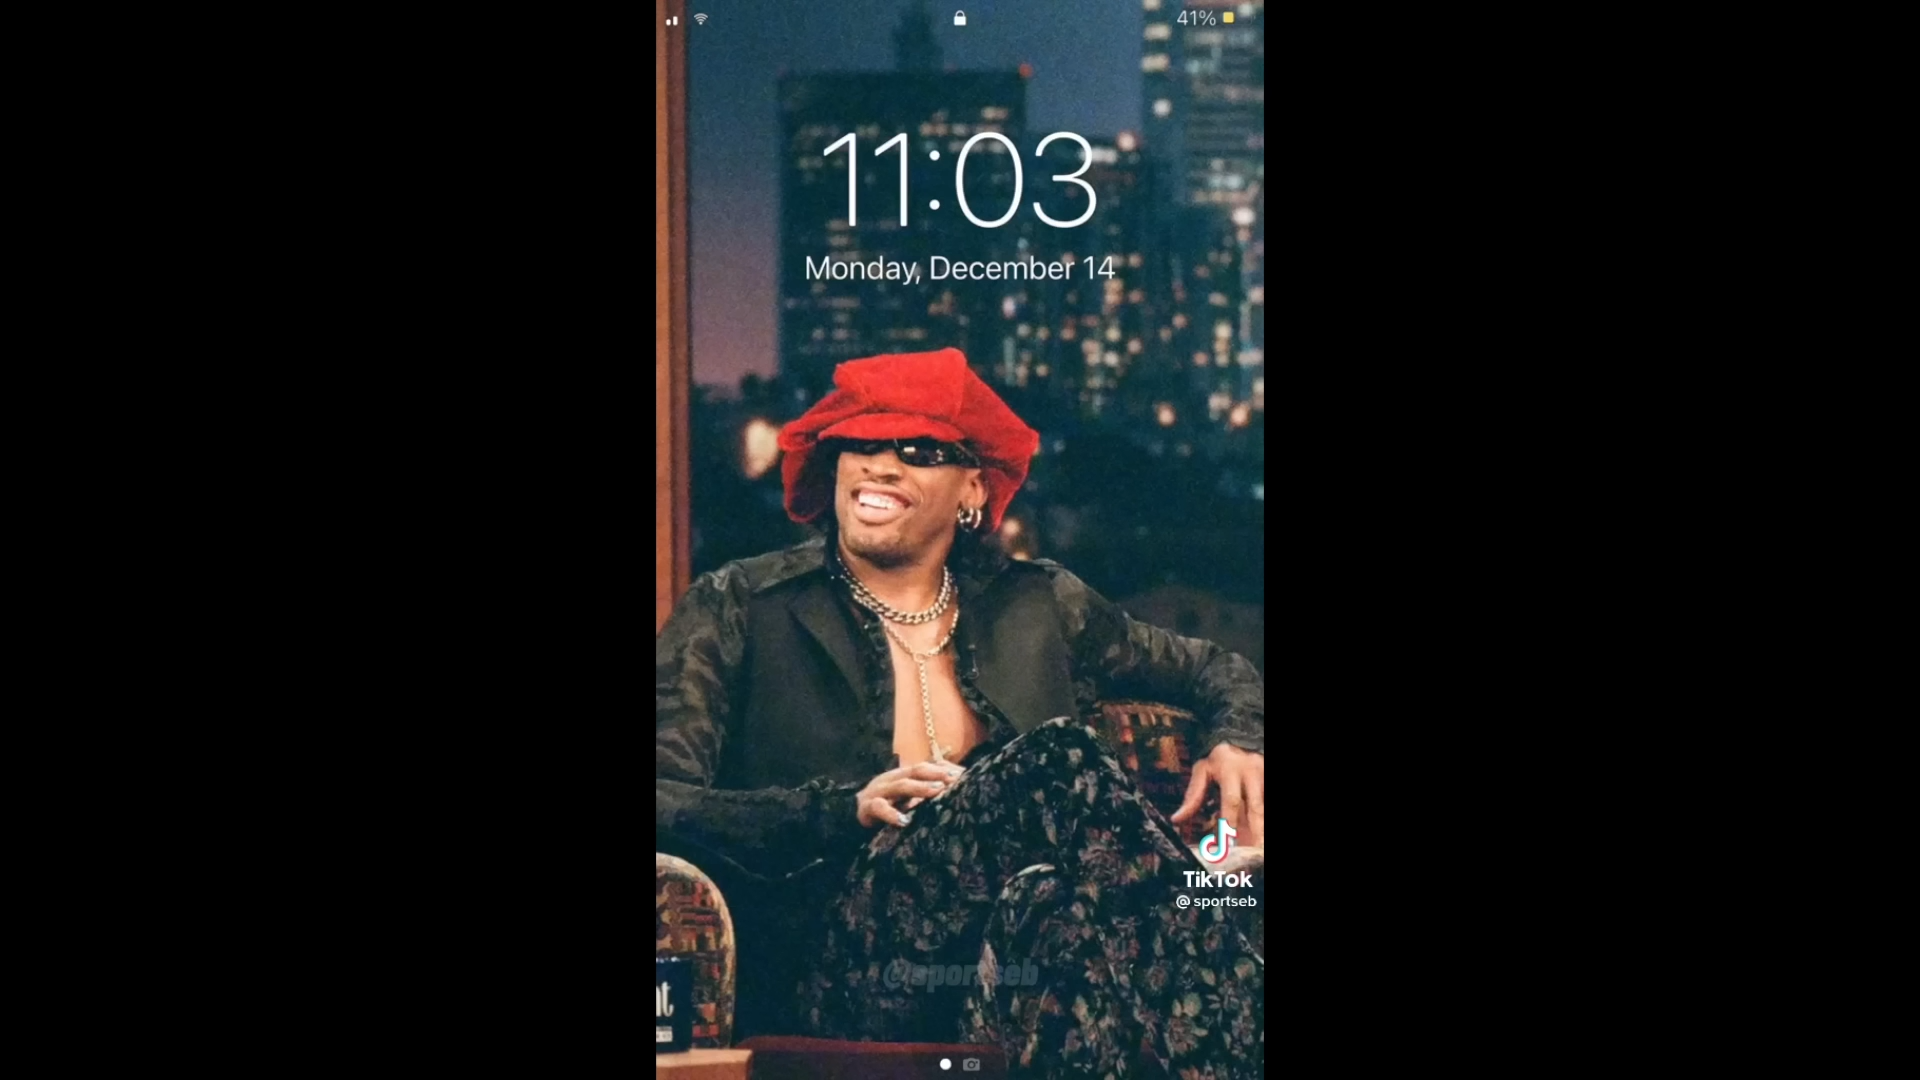 41%
11:03
Monday, December 14
TikTok
@sportseb
@sportseb